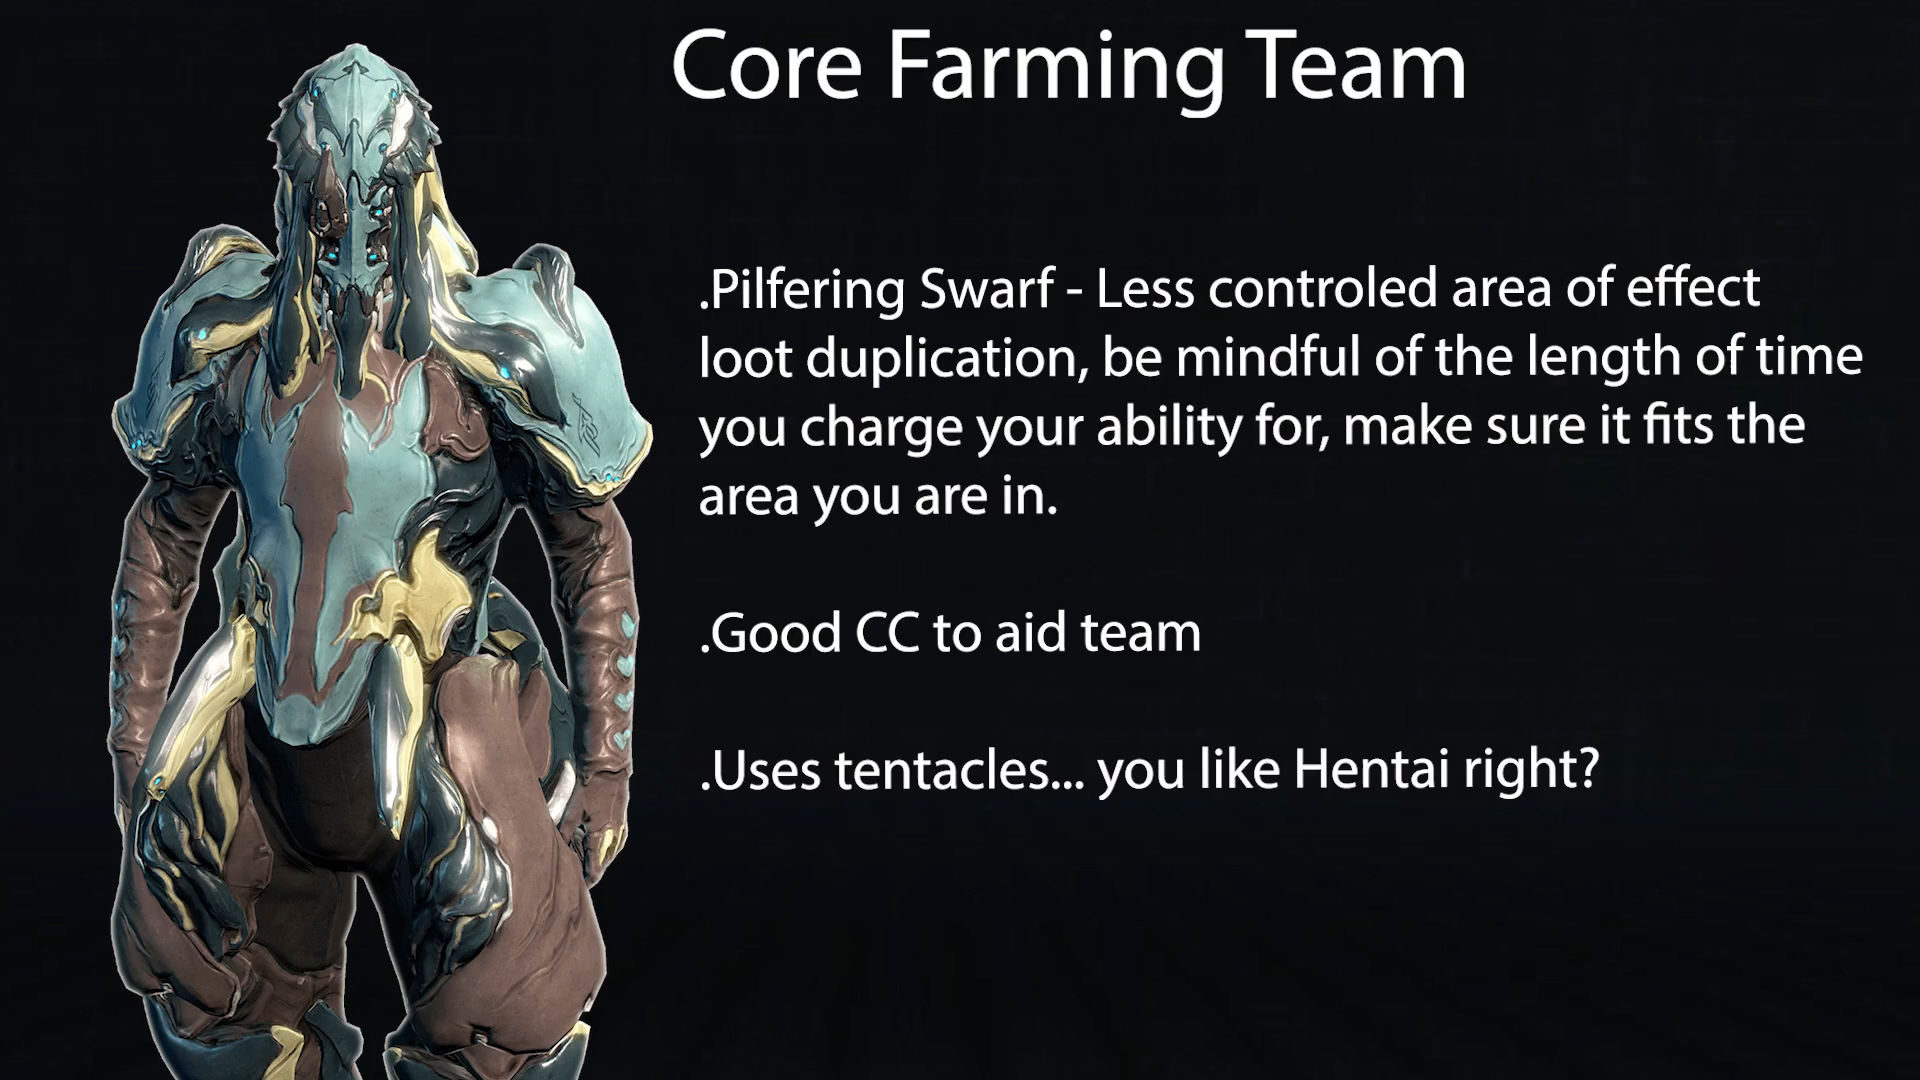 Core Farming Team
.Pilfering Swarf - Less controled area of effect
loot duplication, be mindful of the length of time
you charge your ability for, make sure it fits the
area you are in.
.Good CC to aid team
.Uses tentacles... you like Hentai right?